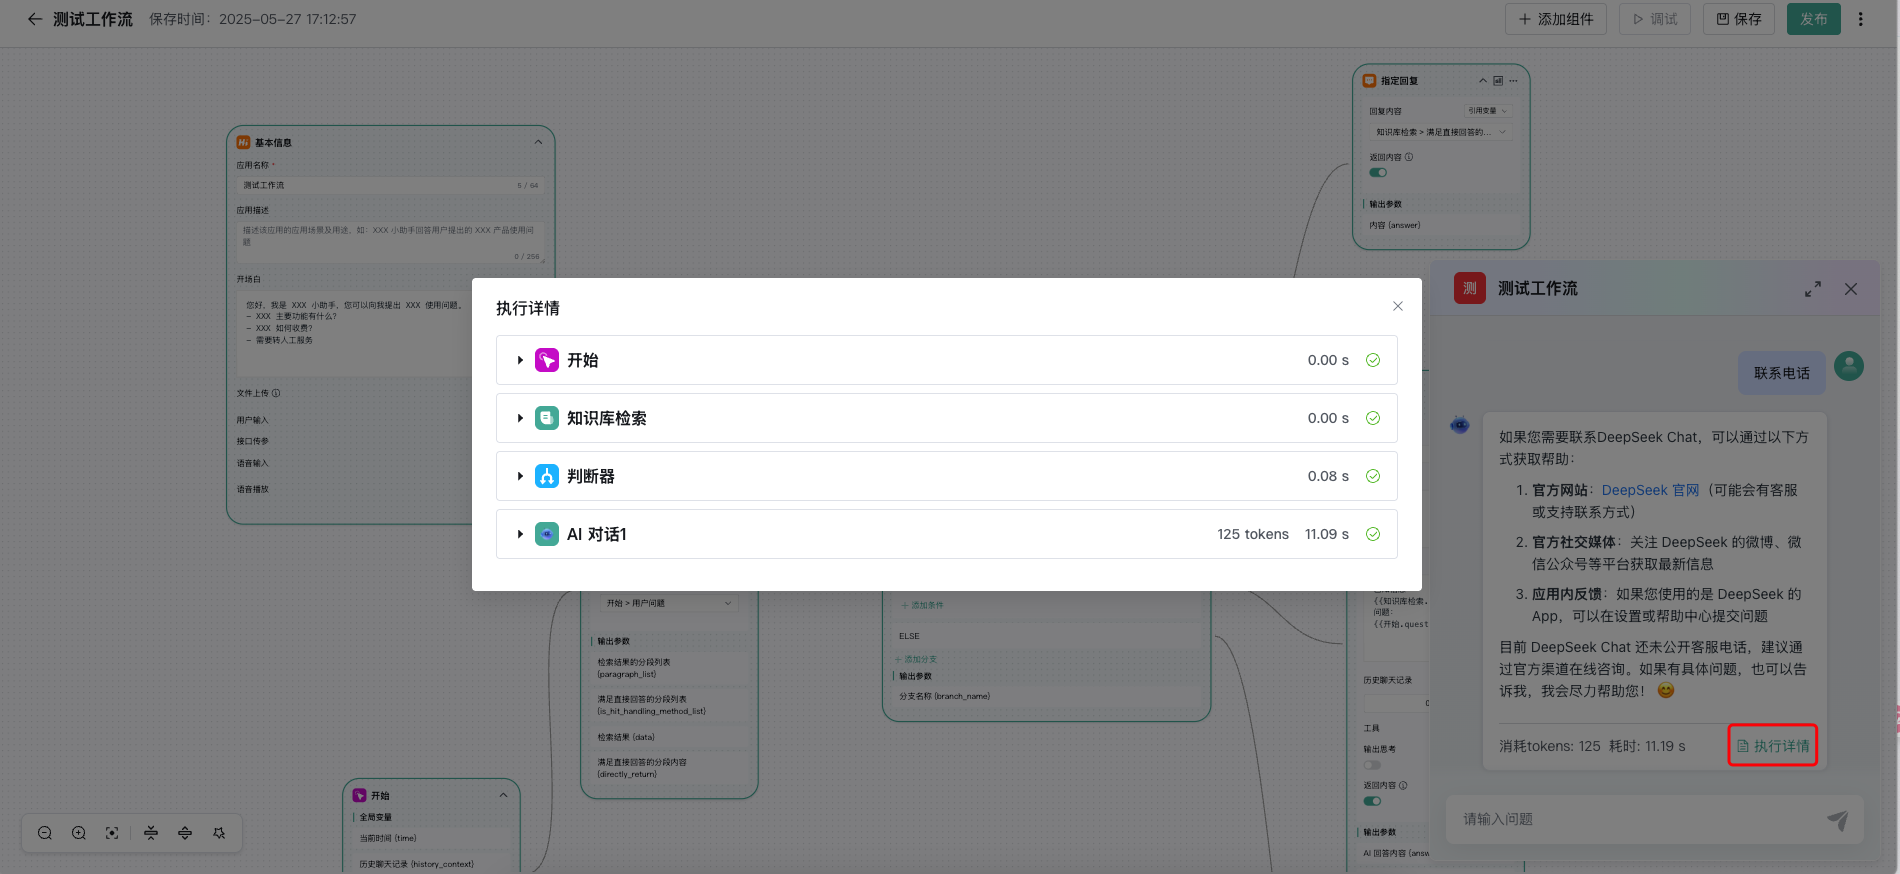 测试工作流
保存时间：2025-05-27 17:12:57
添加组件
调试
保存
发布
基本信息
应用名称 *
测试工作流
5 / 64
应用描述
描述该应用的应用场景及用途，如：XXX 小助手回答用户提出的 XXX 产品使用问
题
0 / 256
开场白
您好，我是 XXX 小助手，您可以向我提出 XXX 使用问题。
- XXX 主要功能有什么？
- XXX 如何收费？
- 需要转人工服务
文件上传
用户输入
接口传参
语音输入
语音播放
指定回复
回复内容
引用变量
知识库检索 > 满足直接回答的...
返回内容
输出参数
内容 {answer}
执行详情
开始
0.00 s
知识库检索
0.00 s
判断器
0.08 s
AI 对话1
125 tokens
11.09 s
开始 > 用户问题
输出参数
检索结果的分段列表
{paragraph_list}
满足直接回答的分段列表
{is_hit_handling_method_list}
检索结果 {data}
满足直接回答的分段内容
{directly_return}
添加条件
ELSE
添加分支
输出参数
分支名称 {branch_name}
{{知识库检索.
问题：
{{开始.quest
历史聊天记录
工具
输出思考
返回内容
输出参数
AI 回答内容 {answ
开始
全局变量
当前时间 {time}
历史聊天记录 {history_context}
测
测试工作流
联系电话
如果您需要联系DeepSeek Chat，可以通过以下方
式获取帮助：
1. 官方网站：DeepSeek 官网（可能会有客服
或支持联系方式）
2. 官方社交媒体：关注 DeepSeek 的微博、微
信公众号等平台获取最新信息
3. 应用内反馈：如果您使用的是 DeepSeek 的
App，可以在设置或帮助中心提交问题
目前 DeepSeek Chat 还未公开客服电话，建议通
过官方渠道在线咨询。如果有具体问题，也可以告
诉我，我会尽力帮助您！😊
消耗tokens: 125 耗时: 11.19 s
执行详情
请输入问题